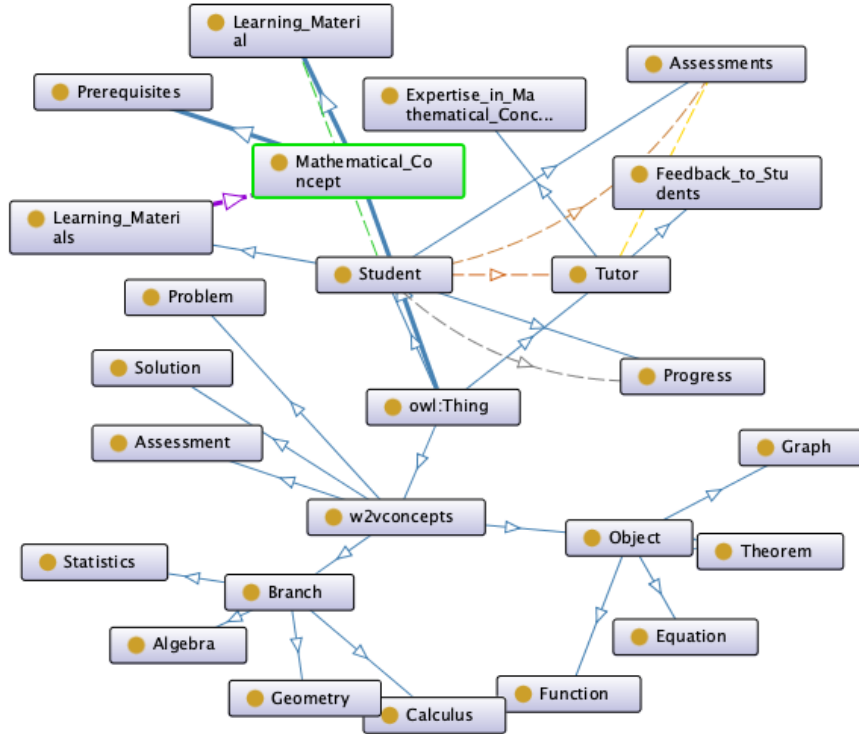 Learning_Materi
al
Assessments
Prerequisites
Expertise_in_Ma
thematical_Conc...
Mathematical_Co
ncept
Feedback_to_Stu
dents
Learning_Materi
als
Student
Tutor
Problem
Solution
Progress
owl:Thing
Assessment
Graph
w2vconcepts
Object
Theorem
Statistics
Branch
Equation
Algebra
Geometry
Function
Calculus